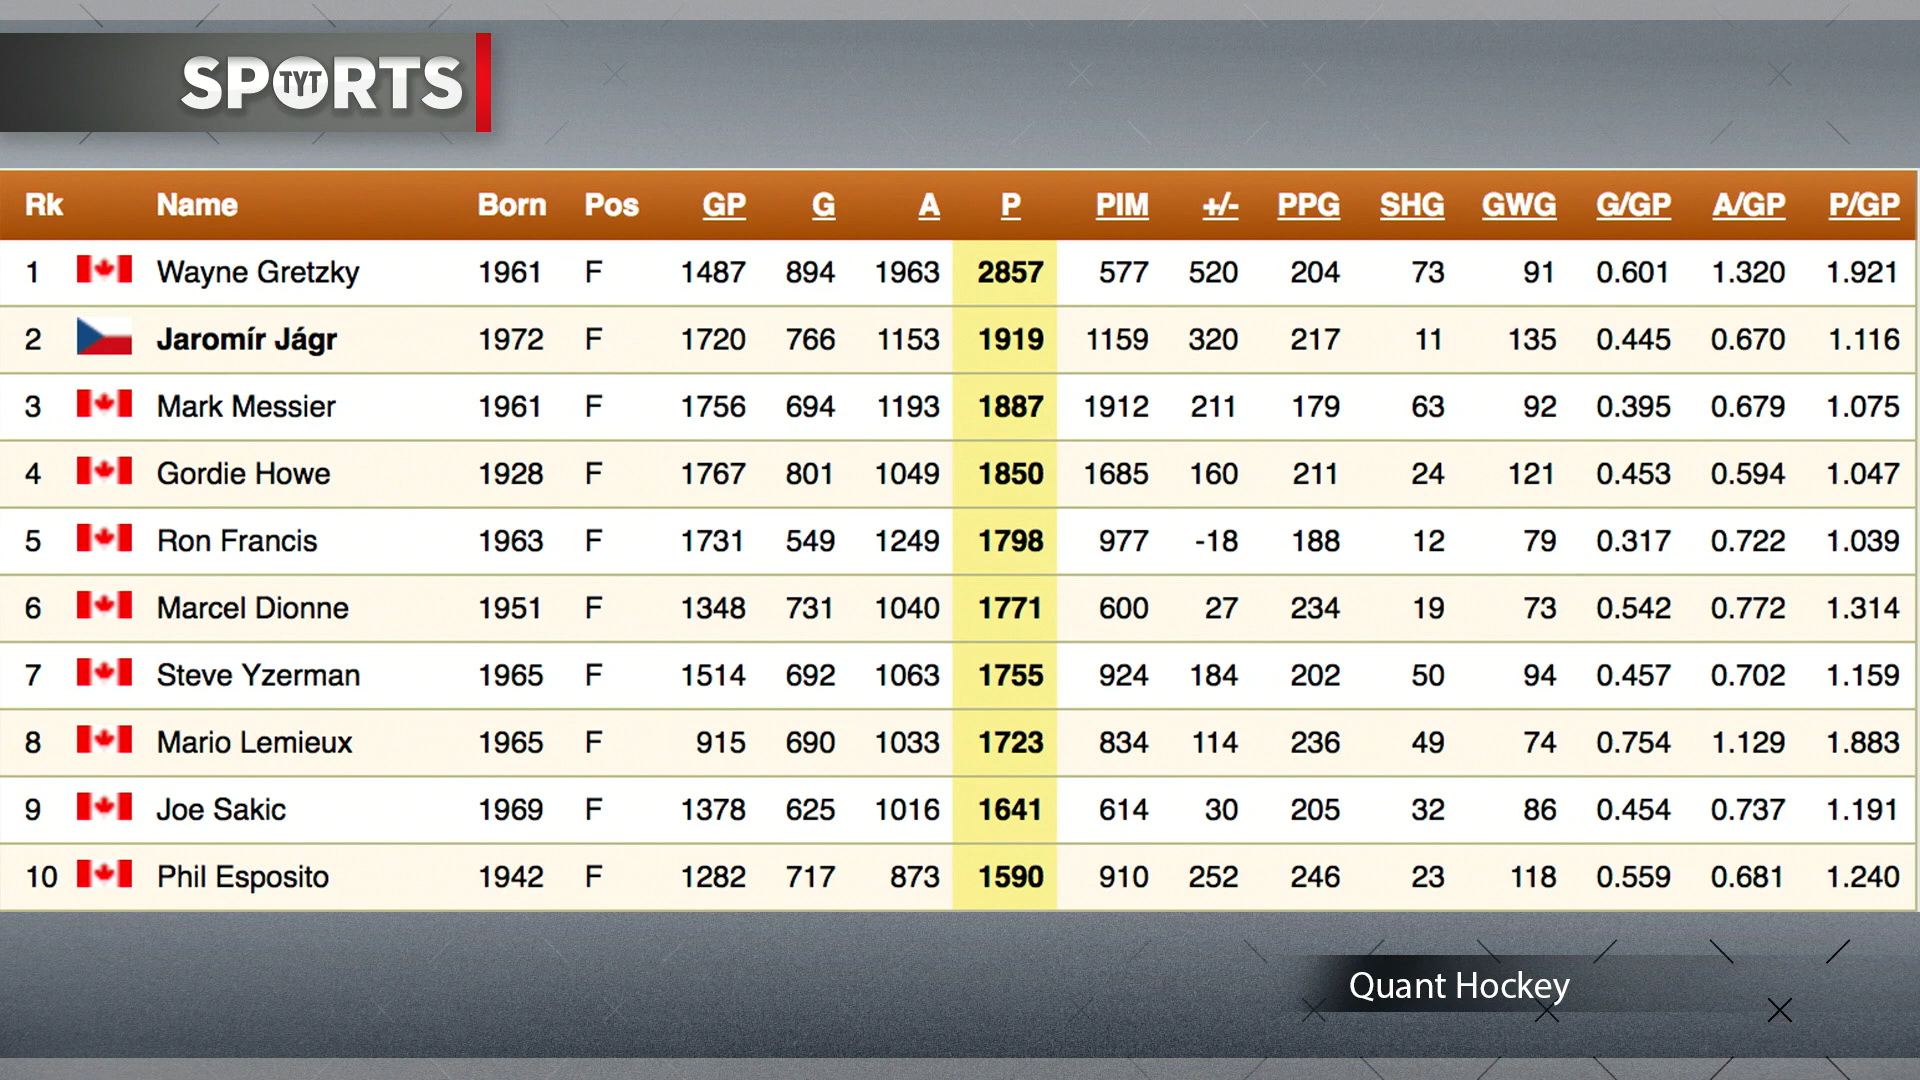 SPORTS
TYT
Rk Name Born Pos GP G A P PIM +/- PPG SHG GWG G/GP A/GP P/GP
1 Wayne Gretzky 1961 F 1487 894 1963 2857 577 520 204 73 91 0.601 1.320 1.921
2 Jaromír Jágr 1972 F 1720 766 1153 1919 1159 320 217 11 135 0.445 0.670 1.116
3 Mark Messier 1961 F 1756 694 1193 1887 1912 211 179 63 92 0.395 0.679 1.075
4 Gordie Howe 1928 F 1767 801 1049 1850 1685 160 211 24 121 0.453 0.594 1.047
5 Ron Francis 1963 F 1731 549 1249 1798 977 -18 188 12 79 0.317 0.722 1.039
6 Marcel Dionne 1951 F 1348 731 1040 1771 600 27 234 19 73 0.542 0.772 1.314
7 Steve Yzerman 1965 F 1514 692 1063 1755 924 184 202 50 94 0.457 0.702 1.159
8 Mario Lemieux 1965 F 915 690 1033 1723 834 114 236 49 74 0.754 1.129 1.883
9 Joe Sakic 1969 F 1378 625 1016 1641 614 30 205 32 86 0.454 0.737 1.191
10 Phil Esposito 1942 F 1282 717 873 1590 910 252 246 23 118 0.559 0.681 1.240
Quant Hockey